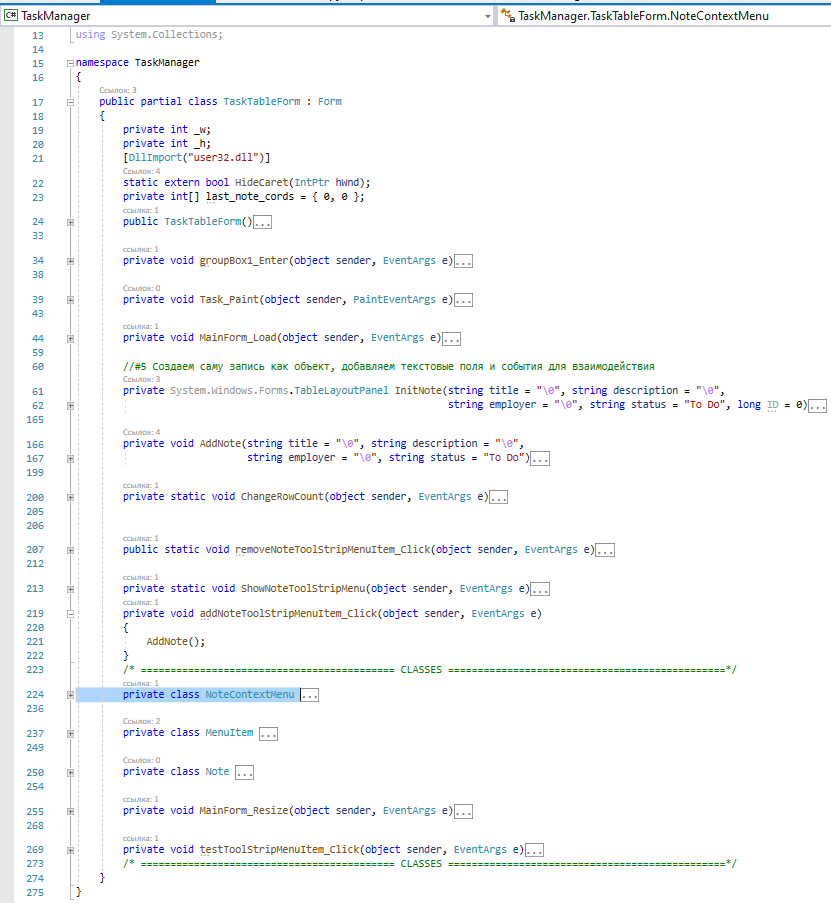 TaskManager
TaskManager.TaskTableForm.NoteContextMenu
13 using System.Collections;
14
15 namespace TaskManager
16 {
Ссылок: 3
17 public partial class TaskTableForm : Form
18 {
19 private int _w;
20 private int _h;
21 [DllImport("user32.dll")]
Ссылок: 4
22 static extern bool HideCaret(IntPtr hWnd);
23 private int[] last_note_cords = { 0, 0 };
ссылка: 1
24 public TaskTableForm()...
33
ссылка: 1
34 private void groupBox1_Enter(object sender, EventArgs e)...
38
Ссылок: 0
39 private void Task_Paint(object sender, PaintEventArgs e)...
43
ссылка: 1
44 private void MainForm_Load(object sender, EventArgs e)...
59
60 //#5 Создаем саму запись как объект, добавляем текстовые поля и события для взаимодействия
Ссылок: 3
61 private System.Windows.Forms.TableLayoutPanel InitNote(string title = "\0", string description = "\0",
62 string employer = "\0", string status = "To Do", long ID = 0)...
165
Ссылок: 4
166 private void AddNote(string title = "\0", string description = "\0",
167 string employer = "\0", string status = "To Do")...
199
ссылка: 1
200 private static void ChangeRowCount(object sender, EventArgs e)...
205
206
ссылка: 1
207 public static void removeNoteToolStripMenuItem_Click(object sender, EventArgs e)...
212
ссылка: 1
213 private static void ShowNoteToolStripMenu(object sender, EventArgs e)...
ссылка: 1
219 private void addNoteToolStripMenuItem_Click(object sender, EventArgs e)
220 {
221 AddNote();
222 }
223 /* =========================================== CLASSES ===============================================*/
ссылка: 1
224 private class NoteContextMenu ...
236
Ссылок: 2
237 private class MenuItem ...
249
Ссылок: 0
250 private class Note ...
254
ссылка: 1
255 private void MainForm_Resize(object sender, EventArgs e)...
268
ссылка: 1
269 private void testToolStripMenuItem_Click(object sender, EventArgs e)...
273 /* =========================================== CLASSES ===============================================*/
274 }
275 }